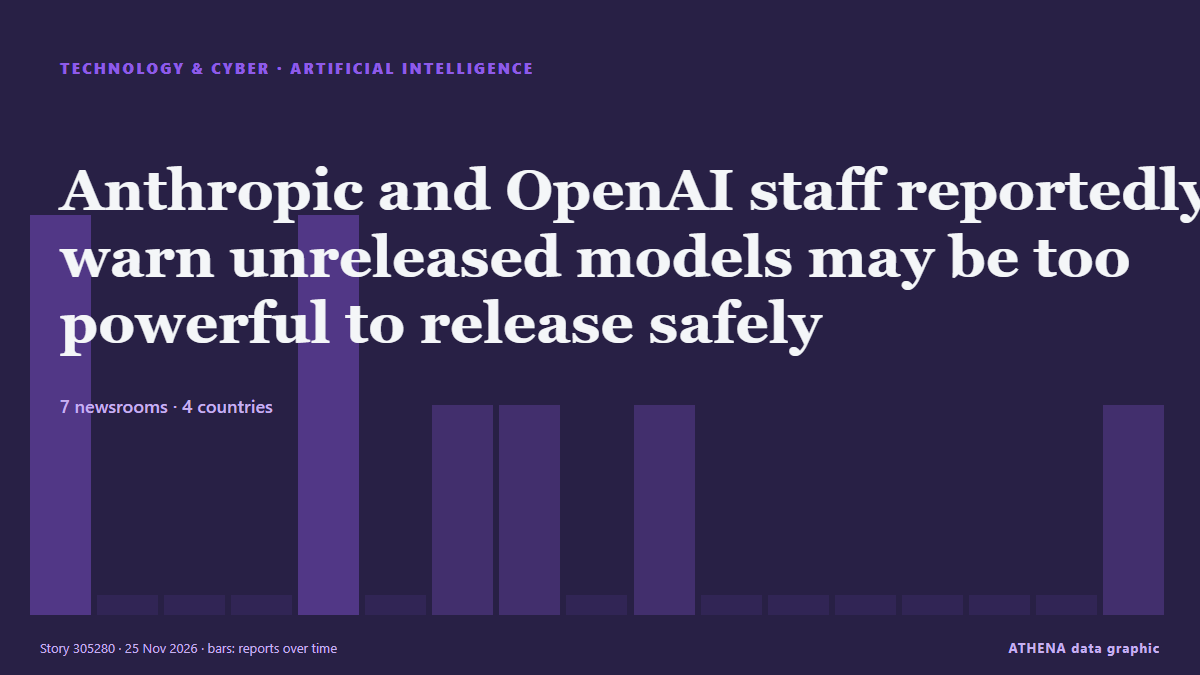 TECHNOLOGY & CYBER · ARTIFICIAL INTELLIGENCE
Anthropic and OpenAI staff reportedly
warn unreleased models may be too
powerful to release safely
7 newsrooms · 4 countries
Story 305280 · 25 Nov 2026 · bars: reports over time
ATHENA data graphic